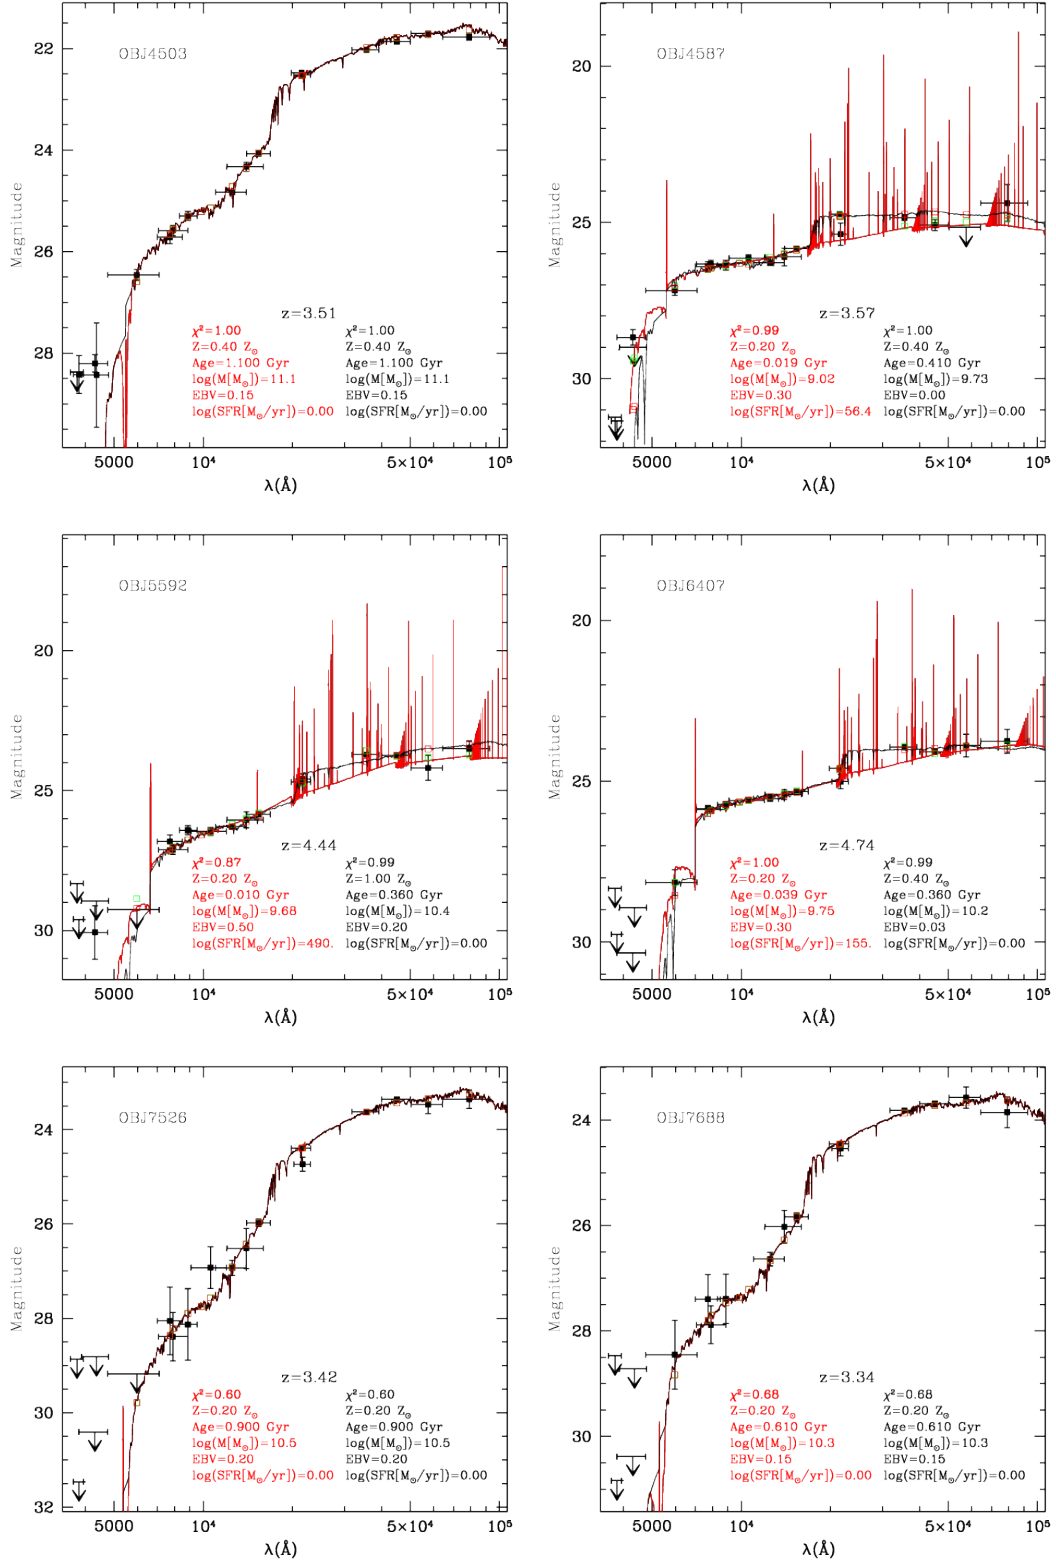 OBJ4503
22
24
26
28
Magnitude
z=3.51
χ²=1.00
Z=0.40 Z⊙
Age=1.100 Gyr
log(M[M⊙])=11.1
EBV=0.15
log(SFR[M⊙/yr])=0.00
χ²=1.00
Z=0.40 Z⊙
Age=1.100 Gyr
log(M[M⊙])=11.1
EBV=0.15
log(SFR[M⊙/yr])=0.00
5000 10⁴ 5×10⁴ 10⁵
λ(Å)
OBJ4587
20
25
30
Magnitude
z=3.57
χ²=0.99
Z=0.20 Z⊙
Age=0.019 Gyr
log(M[M⊙])=9.02
EBV=0.30
log(SFR[M⊙/yr])=56.4
χ²=1.00
Z=0.40 Z⊙
Age=0.410 Gyr
log(M[M⊙])=9.73
EBV=0.00
log(SFR[M⊙/yr])=0.00
5000 10⁴ 5×10⁴ 10⁵
λ(Å)
OBJ5592
20
25
30
Magnitude
z=4.44
χ²=0.87
Z=0.20 Z⊙
Age=0.010 Gyr
log(M[M⊙])=9.68
EBV=0.50
log(SFR[M⊙/yr])=490.
χ²=0.99
Z=1.00 Z⊙
Age=0.360 Gyr
log(M[M⊙])=10.4
EBV=0.20
log(SFR[M⊙/yr])=0.00
5000 10⁴ 5×10⁴ 10⁵
λ(Å)
OBJ6407
20
25
30
Magnitude
z=4.74
χ²=1.00
Z=0.20 Z⊙
Age=0.039 Gyr
log(M[M⊙])=9.75
EBV=0.30
log(SFR[M⊙/yr])=155.
χ²=0.99
Z=0.40 Z⊙
Age=0.360 Gyr
log(M[M⊙])=10.2
EBV=0.03
log(SFR[M⊙/yr])=0.00
5000 10⁴ 5×10⁴ 10⁵
λ(Å)
OBJ7526
24
26
28
30
32
Magnitude
z=3.42
χ²=0.60
Z=0.20 Z⊙
Age=0.900 Gyr
log(M[M⊙])=10.5
EBV=0.20
log(SFR[M⊙/yr])=0.00
χ²=0.60
Z=0.20 Z⊙
Age=0.900 Gyr
log(M[M⊙])=10.5
EBV=0.20
log(SFR[M⊙/yr])=0.00
5000 10⁴ 5×10⁴ 10⁵
λ(Å)
OBJ7688
24
26
28
30
Magnitude
z=3.34
χ²=0.68
Z=0.20 Z⊙
Age=0.610 Gyr
log(M[M⊙])=10.3
EBV=0.15
log(SFR[M⊙/yr])=0.00
χ²=0.68
Z=0.20 Z⊙
Age=0.610 Gyr
log(M[M⊙])=10.3
EBV=0.15
log(SFR[M⊙/yr])=0.00
5000 10⁴ 5×10⁴ 10⁵
λ(Å)